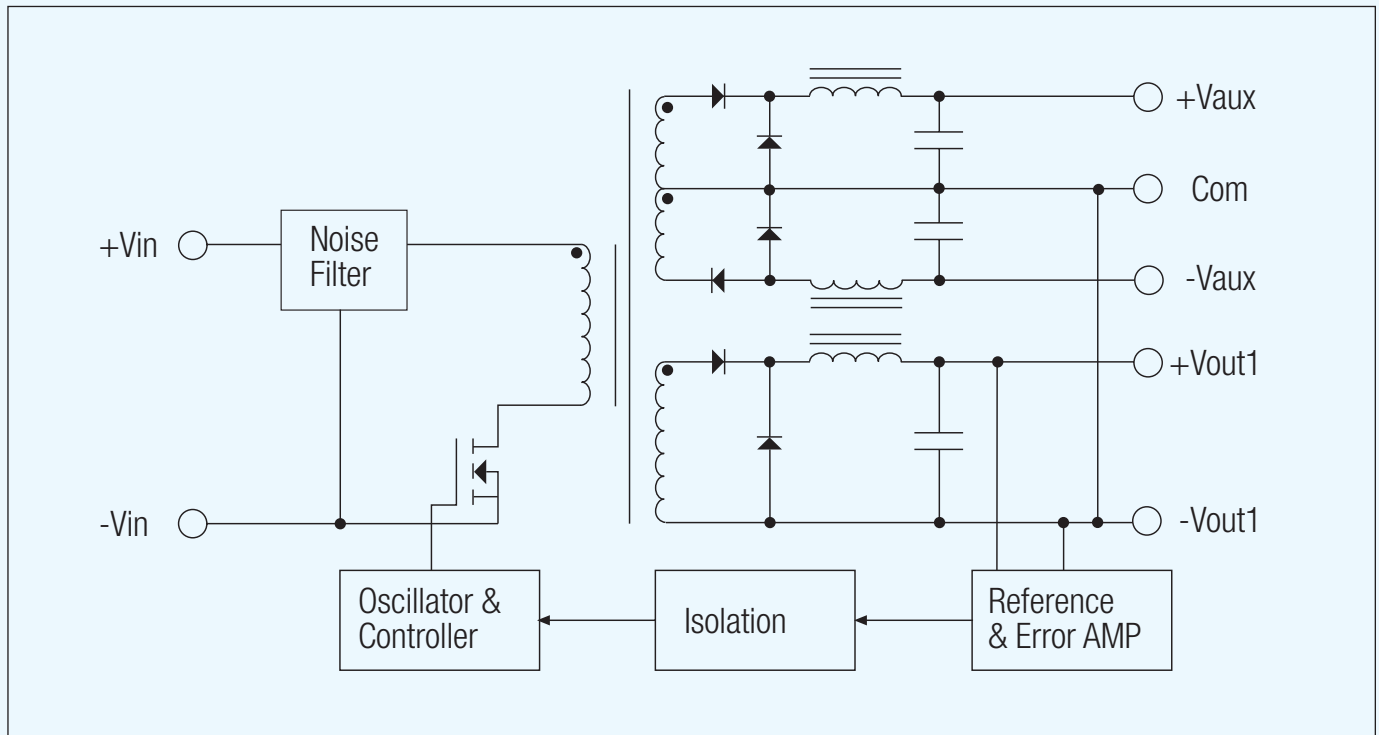 +Vaux
Com
-Vaux
+Vin
Noise
Filter
+Vout1
-Vin
-Vout1
Oscillator &
Controller
Isolation
Reference
& Error AMP